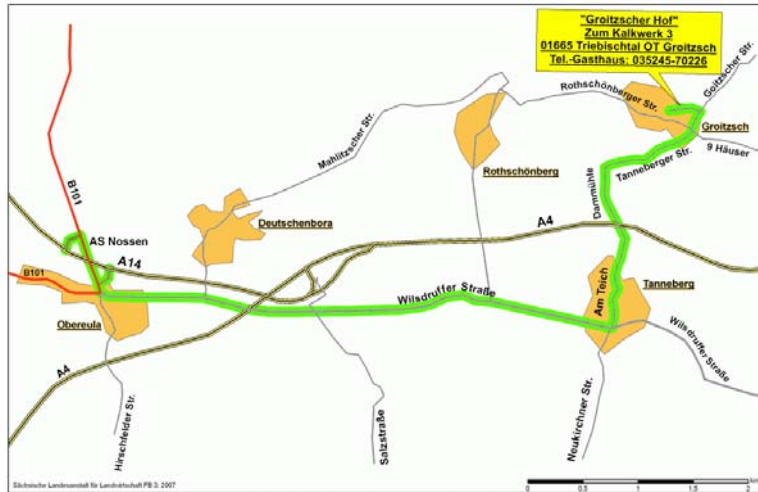 "Groitzscher Hof"
Zum Kalkwerk 3
01665 Triebischtal OT Groitzsch
Tel.-Gasthaus: 035245-70226
Goitzscher Str.
Rothschönberger Str.
Groitzsch
9 Häuser
Tanneberger Str.
Mahlitzscher Str.
Rothschönberg
Dammühle
B101
Deutschenbora
AS Nossen
A4
A14
B101
Wilsdruffer Straße
Am Teich
Tanneberg
Obereula
Wilsdruffer Straße
A4
Hirschfelder Str.
Salzstraße
Neukirchner Str.
Sächsische Landesanstalt für Landwirtschaft FB 3; 2007
0 0.5 1 1.5 2
km